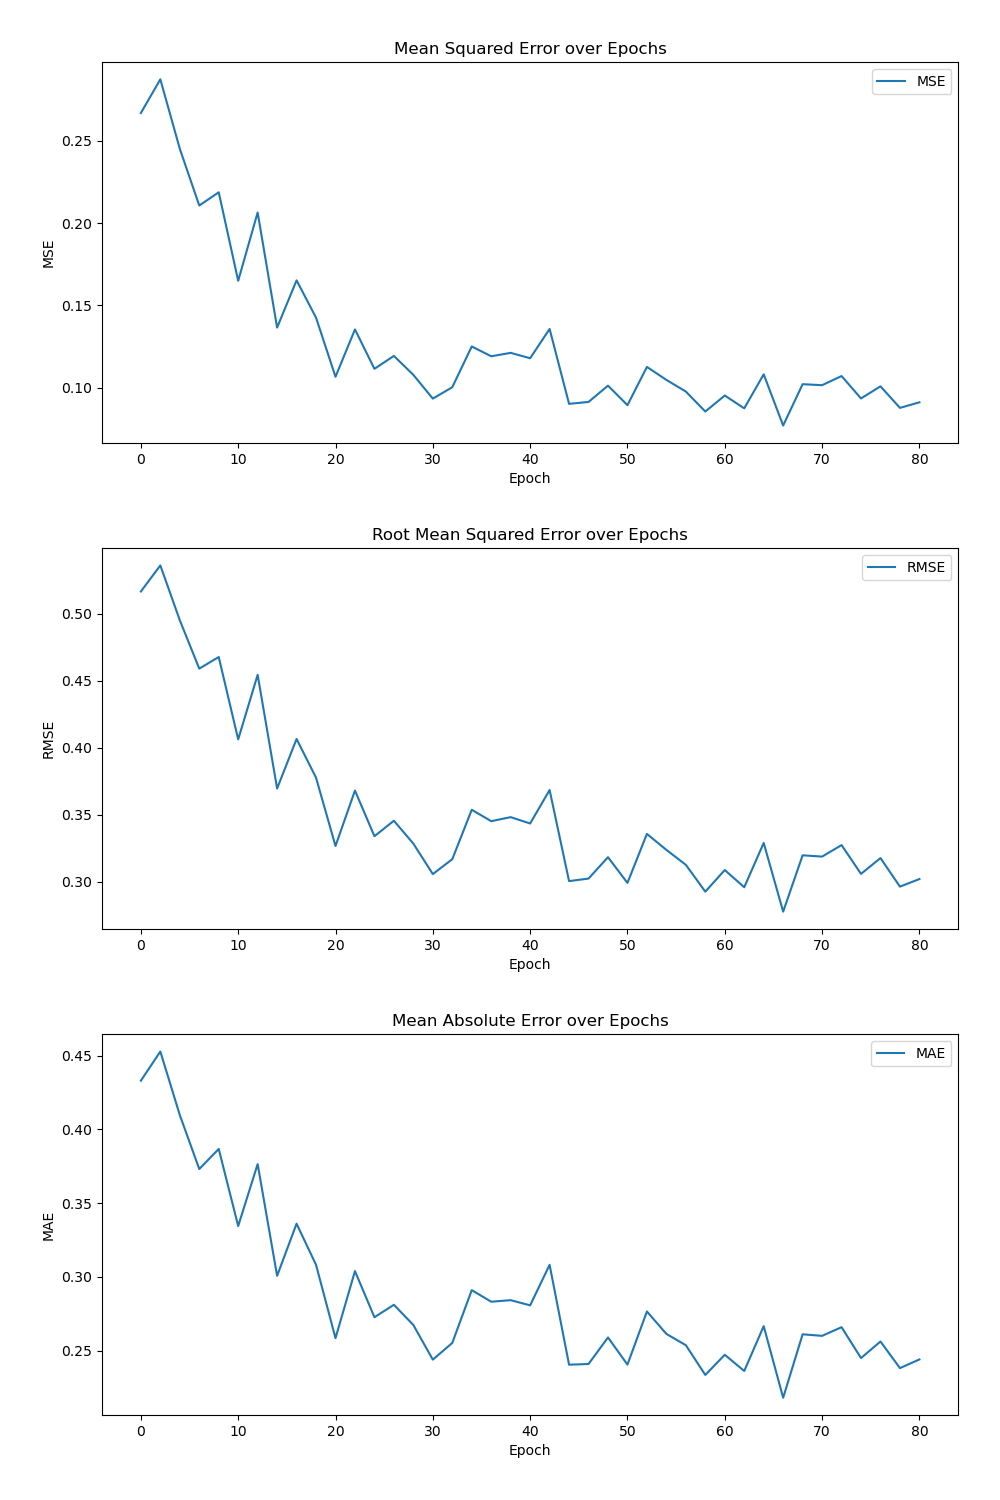 Mean Squared Error over Epochs
MSE
0.25
0.20
0.15
0.10
MSE
0 10 20 30 40 50 60 70 80
Epoch
Root Mean Squared Error over Epochs
RMSE
0.50
0.45
0.40
0.35
0.30
RMSE
0 10 20 30 40 50 60 70 80
Epoch
Mean Absolute Error over Epochs
MAE
0.45
0.40
0.35
0.30
0.25
MAE
0 10 20 30 40 50 60 70 80
Epoch